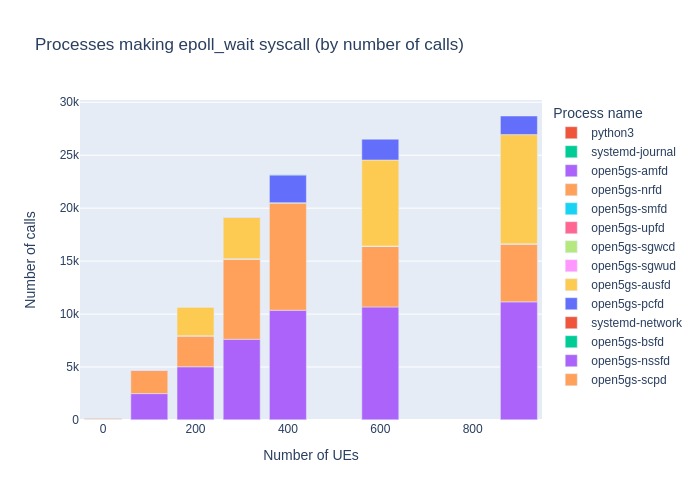 Processes making epoll_wait syscall (by number of calls)
Number of calls
30k
25k
20k
15k
10k
5k
0
0 200 400 600 800
Number of UEs
Process name
python3
systemd-journal
open5gs-amfd
open5gs-nrfd
open5gs-smfd
open5gs-upfd
open5gs-sgwcd
open5gs-sgwud
open5gs-ausfd
open5gs-pcfd
systemd-network
open5gs-bsfd
open5gs-nssfd
open5gs-scpd